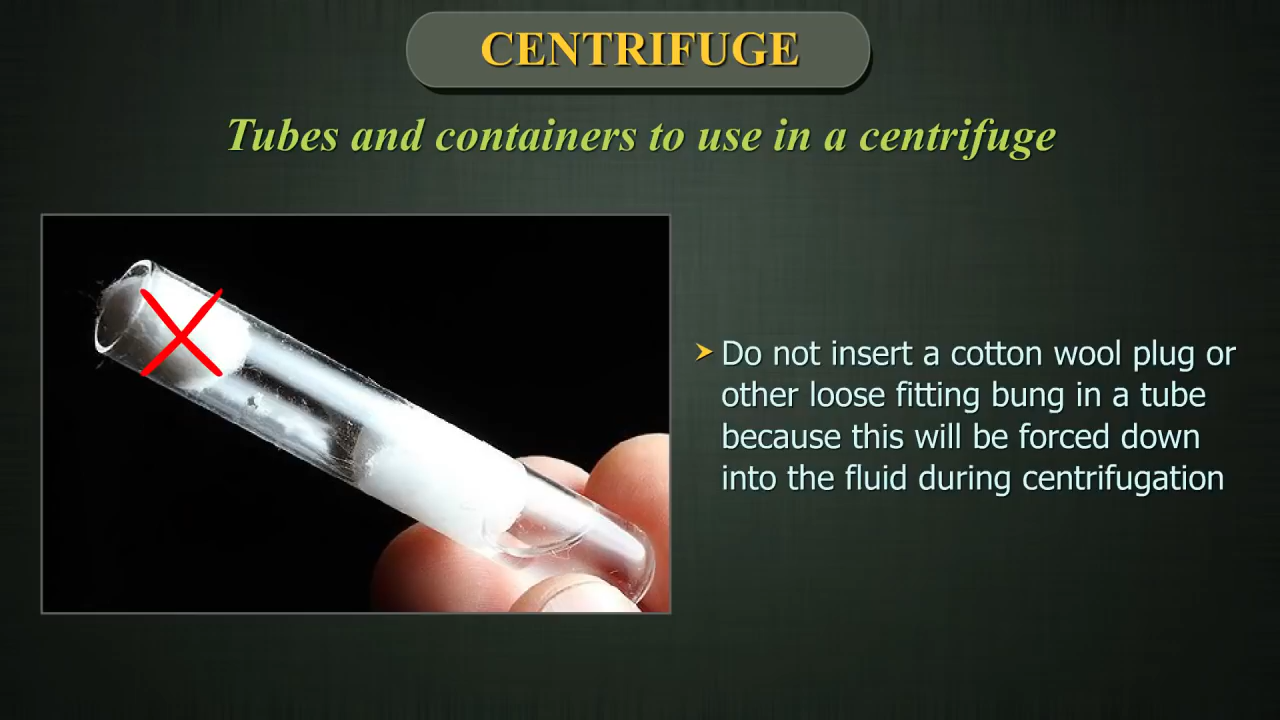 CENTRIFUGE
Tubes and containers to use in a centrifuge
Do not insert a cotton wool plug or
other loose fitting bung in a tube
because this will be forced down
into the fluid during centrifugation